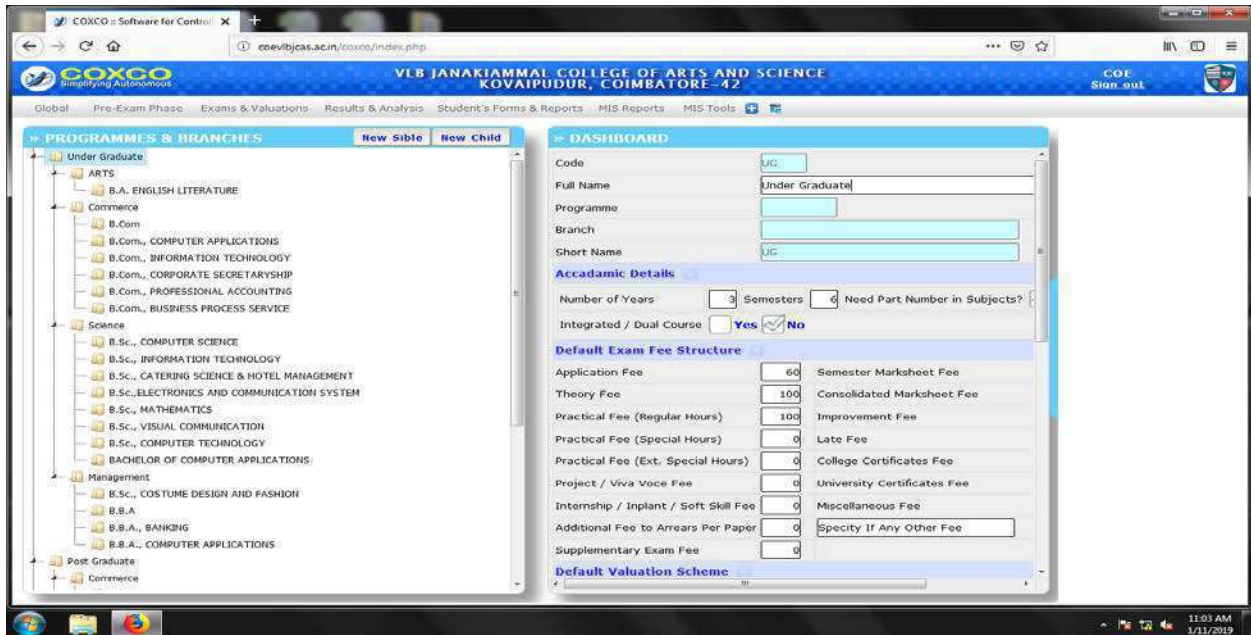 COXCO :: Software for Control
coevlbjcas.ac.in/coxco/index.php
COXCO
Simplifying Autonomous
VLB JANAKIAMMAL COLLEGE OF ARTS AND SCIENCE
KOVAIPUDUR, COIMBATORE-42
COE
Sign out
Global Pre-Exam Phase Exams & Valuations Results & Analysis Student's Forms & Reports MIS Reports MIS Tools
» PROGRAMMES & BRANCHES New Sible New Child
Under Graduate
ARTS
B.A. ENGLISH LITERATURE
Commerce
B.Com
B.Com., COMPUTER APPLICATIONS
B.Com., INFORMATION TECHNOLOGY
B.Com., CORPORATE SECRETARYSHIP
B.Com., PROFESSIONAL ACCOUNTING
B.Com., BUSINESS PROCESS SERVICE
Science
B.Sc., COMPUTER SCIENCE
B.Sc., INFORMATION TECHNOLOGY
B.Sc., CATERING SCIENCE & HOTEL MANAGEMENT
B.Sc.,ELECTRONICS AND COMMUNICATION SYSTEM
B.Sc., MATHEMATICS
B.Sc., VISUAL COMMUNICATION
B.Sc., COMPUTER TECHNOLOGY
BACHELOR OF COMPUTER APPLICATIONS
Management
B.Sc., COSTUME DESIGN AND FASHION
B.B.A
B.B.A., BANKING
B.B.A., COMPUTER APPLICATIONS
Post Graduate
Commerce
» DASHBOARD
Code UG
Full Name Under Graduate
Programme
Branch
Short Name UG
Accadamic Details
Number of Years 3 Semesters 6 Need Part Number in Subjects?
Integrated / Dual Course Yes No
Default Exam Fee Structure
Application Fee 60 Semester Marksheet Fee
Theory Fee 100 Consolidated Marksheet Fee
Practical Fee (Regular Hours) 100 Improvement Fee
Practical Fee (Special Hours) 0 Late Fee
Practical Fee (Ext. Special Hours) 0 College Certificates Fee
Project / Viva Voce Fee 0 University Certificates Fee
Internship / Inplant / Soft Skill Fee 0 Miscellaneous Fee
Additional Fee to Arrears Per Paper 0 Specity If Any Other Fee
Supplementary Exam Fee 0
Default Valuation Scheme
11:03 AM
1/11/2019